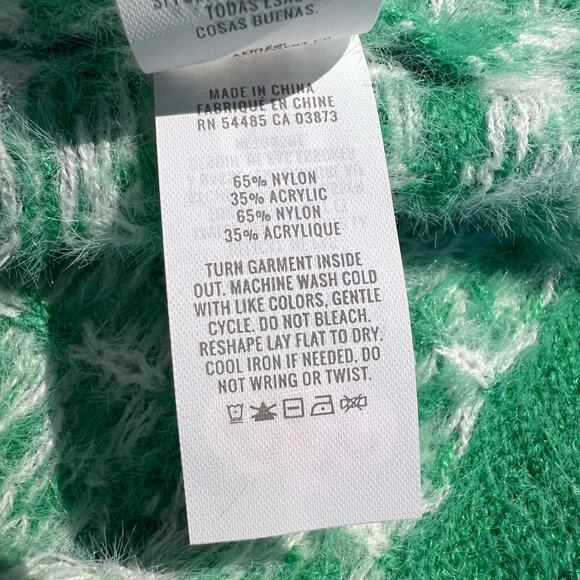 TODAS ESAS
COSAS BUENAS.
MADE IN CHINA
FABRIQUÉ EN CHINE
RN 54485 CA 03873
65% NYLON
35% ACRYLIC
65% NYLON
35% ACRYLIQUE
TURN GARMENT INSIDE
OUT. MACHINE WASH COLD
WITH LIKE COLORS, GENTLE
CYCLE. DO NOT BLEACH.
RESHAPE LAY FLAT TO DRY.
COOL IRON IF NEEDED. DO
NOT WRING OR TWIST.